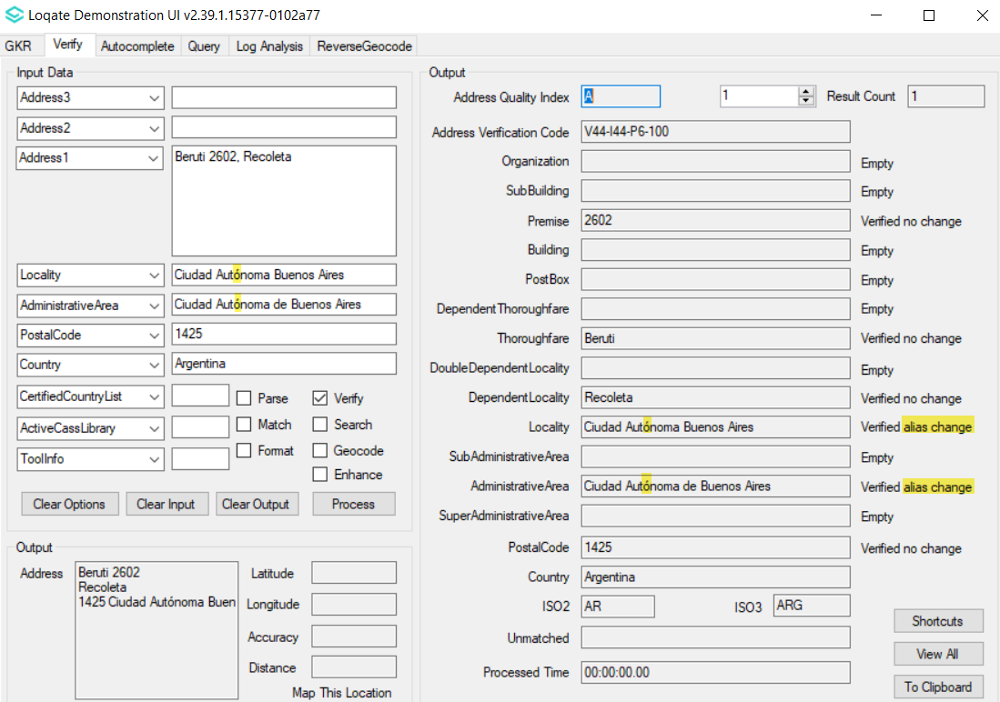 Loqate Demonstration UI v2.39.1.15377-0102a77
GKR Verify Autocomplete Query Log Analysis ReverseGeocode
Input Data
Address3
Address2
Address1 Beruti 2602, Recoleta
Locality Ciudad Autónoma Buenos Aires
AdministrativeArea Ciudad Autónoma de Buenos Aires
PostalCode 1425
Country Argentina
CertifiedCountryList Parse Verify
ActiveCassLibrary Match Search
ToolInfo Format Geocode
Enhance
Clear Options Clear Input Clear Output Process
Output
Address Beruti 2602
Recoleta
1425 Ciudad Autónoma Buen
Latitude
Longitude
Accuracy
Distance
Map This Location
Output
Address Quality Index A 1 Result Count 1
Address Verification Code V44-I44-P6-100
Organization Empty
SubBuilding Empty
Premise 2602 Verified no change
Building Empty
PostBox Empty
DependentThoroughfare Empty
Thoroughfare Beruti Verified no change
DoubleDependentLocality Empty
DependentLocality Recoleta Verified no change
Locality Ciudad Autónoma Buenos Aires Verified alias change
SubAdministrativeArea Empty
AdministrativeArea Ciudad Autónoma de Buenos Aires Verified alias change
SuperAdministrativeArea Empty
PostalCode 1425 Verified no change
Country Argentina
ISO2 AR ISO3 ARG
Unmatched
Processed Time 00:00:00.00
Shortcuts
View All
To Clipboard